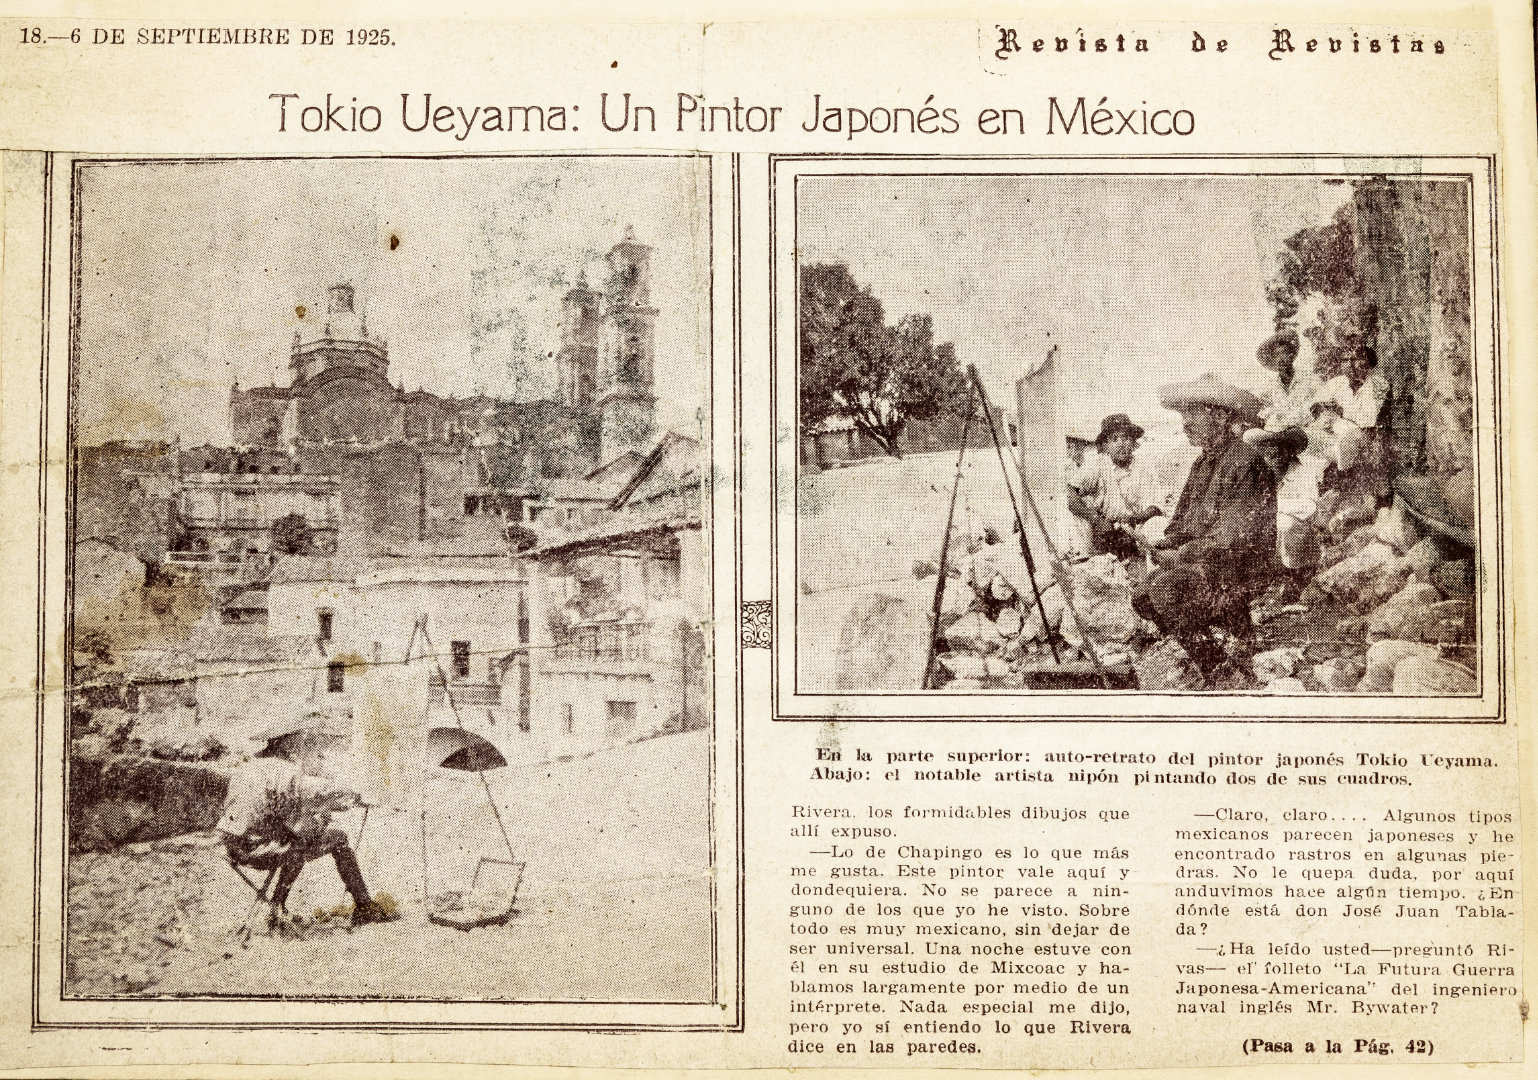 18.—6 DE SEPTIEMBRE DE 1925.
Revista de Revistas
Tokio Ueyama: Un Pintor Japonés en México
En la parte superior: auto-retrato del pintor japonés Tokio Ueyama.
Abajo: el notable artista nipón pintando dos de sus cuadros.
Rivera, los formidables dibujos que
allí expuso.
—Lo de Chapingo es lo que más
me gusta. Este pintor vale aquí y
dondequiera. No se parece a nin-
guno de los que yo he visto. Sobre
todo es muy mexicano, sin dejar de
ser universal. Una noche estuve con
él en su estudio de Mixcoac y ha-
blamos largamente por medio de un
intérprete. Nada especial me dijo,
pero yo sí entiendo lo que Rivera
dice en las paredes.
—Claro, claro.... Algunos tipos
mexicanos parecen japoneses y he
encontrado rastros en algunas pie-
dras. No le quepa duda, por aquí
anduvimos hace algún tiempo. ¿En
dónde está don José Juan Tabla-
da?
—¿Ha leído usted—preguntó Ri-
vas— el folleto "La Futura Guerra
Japonesa-Americana" del ingeniero
naval inglés Mr. Bywater?
(Pasa a la Pág. 42)